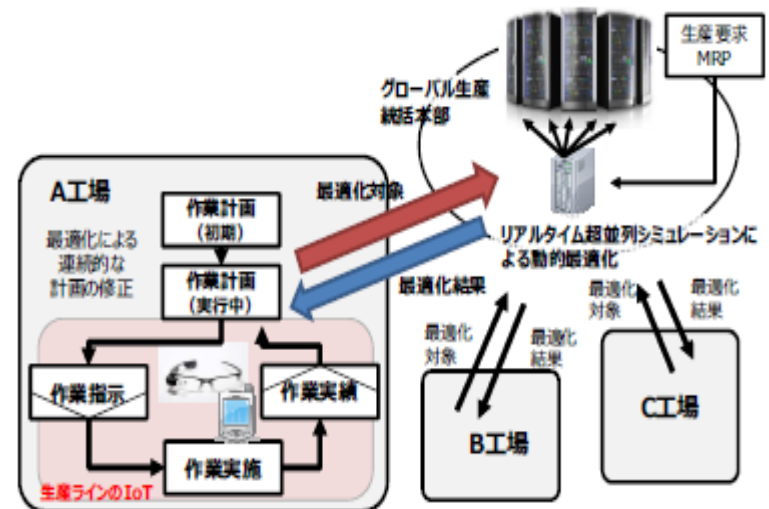 生産要求
MRP
グローバル生産
統括本部
A工場
作業計画
(初期)
最適化対象
最適化による
連続的な
計画の修正
リアルタイム超並列シミュレーションに
よる動的最適化
作業計画
(実行中)
最適化結果
最適化
対象
最適化
結果
最適化
対象
最適化
結果
作業指示
作業実績
作業実施
生産ラインのIoT
B工場
C工場